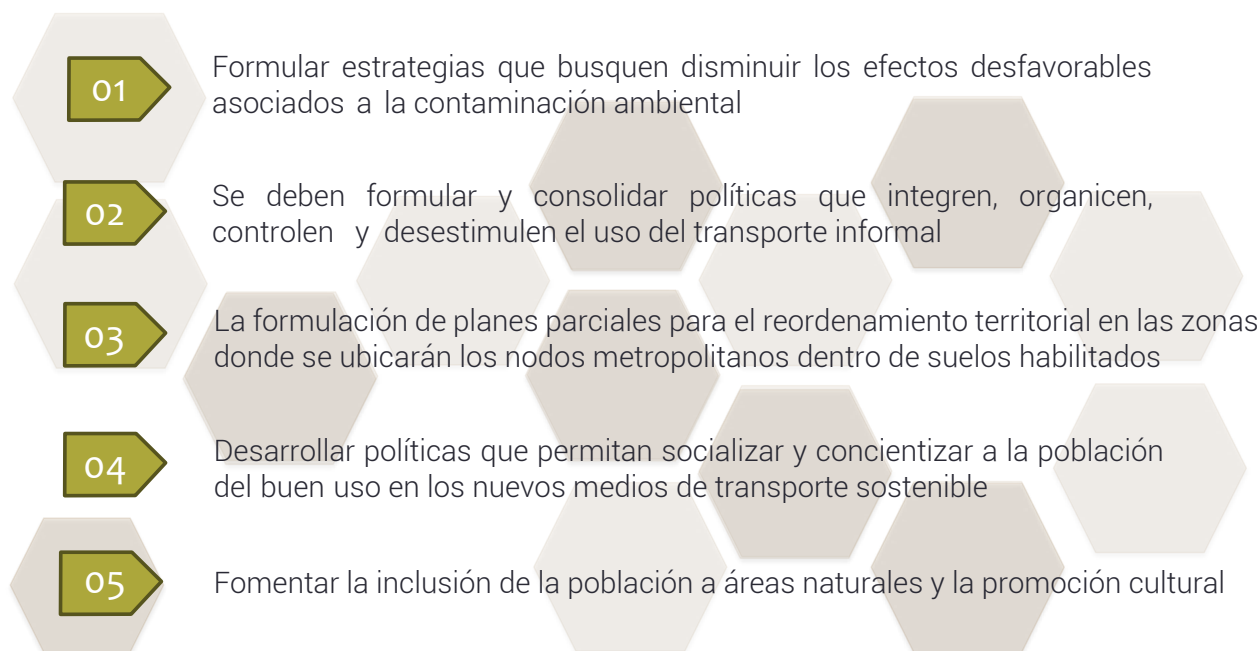 01
Formular estrategias que busquen disminuir los efectos desfavorables
asociados a la contaminación ambiental
02
Se deben formular y consolidar políticas que integren, organicen,
controlen y desestimulen el uso del transporte informal
03
La formulación de planes parciales para el reordenamiento territorial en las zonas
donde se ubicarán los nodos metropolitanos dentro de suelos habilitados
04
Desarrollar políticas que permitan socializar y concientizar a la población
del buen uso en los nuevos medios de transporte sostenible
05
Fomentar la inclusión de la población a áreas naturales y la promoción cultural